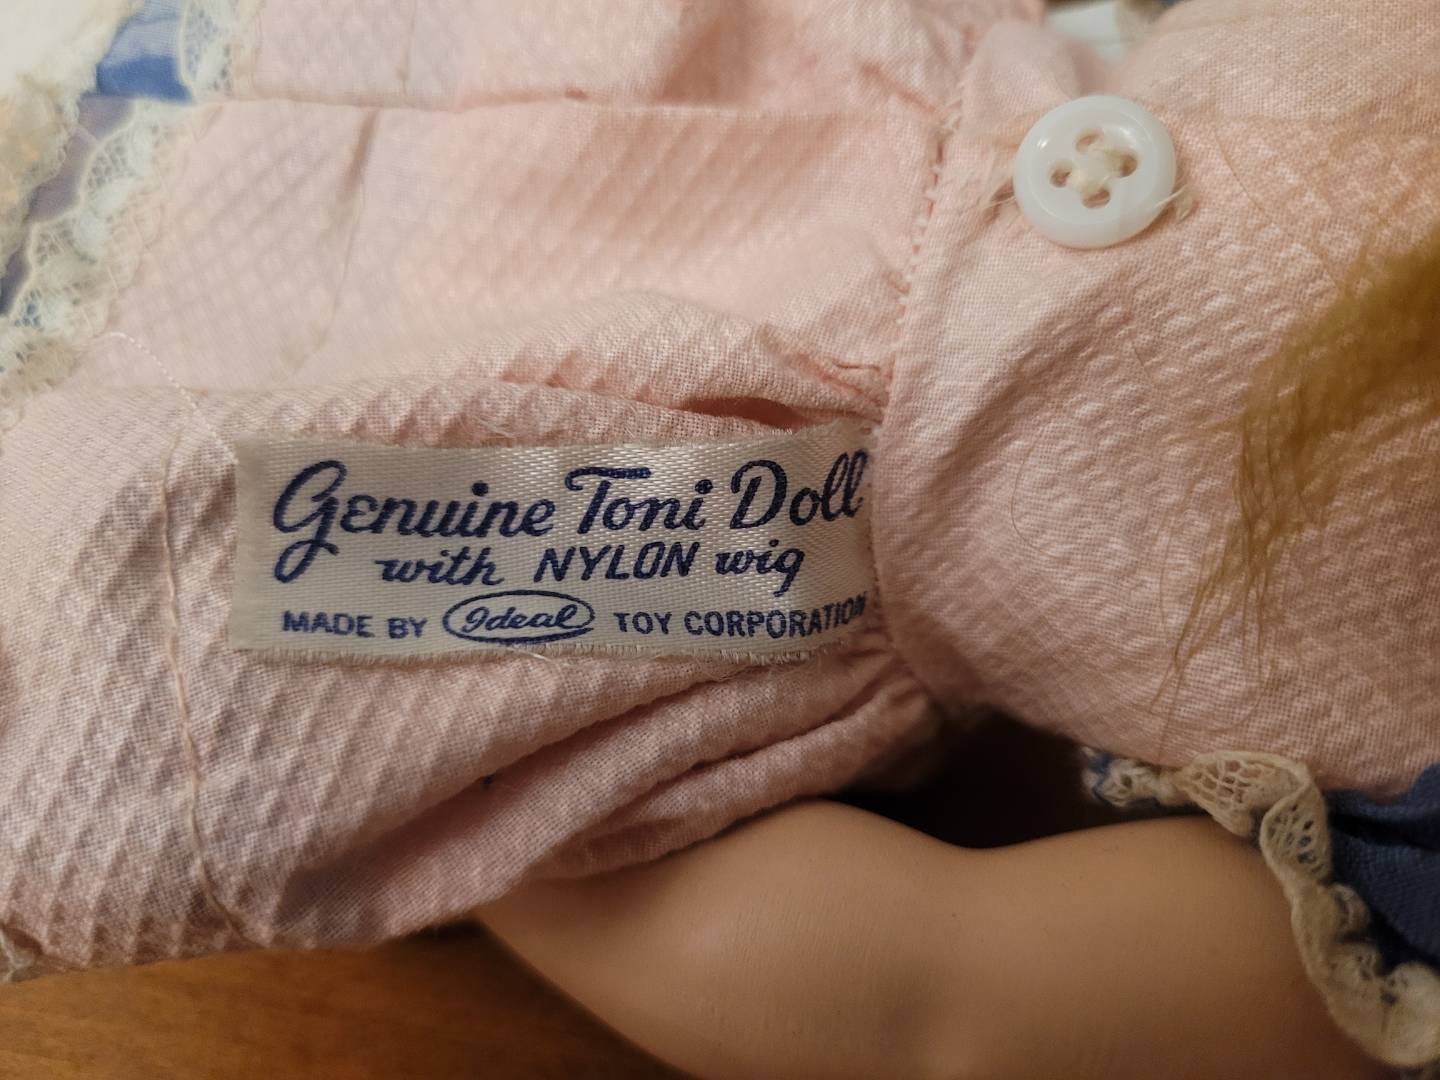 Genuine Toni Doll
with NYLON wig
MADE BY Ideal TOY CORPORATION